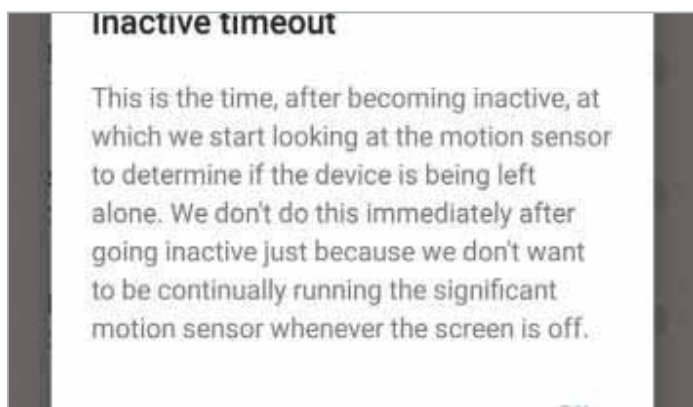 Inactive timeout
This is the time, after becoming inactive, at
which we start looking at the motion sensor
to determine if the device is being left
alone. We don't do this immediately after
going inactive just because we don't want
to be continually running the significant
motion sensor whenever the screen is off.